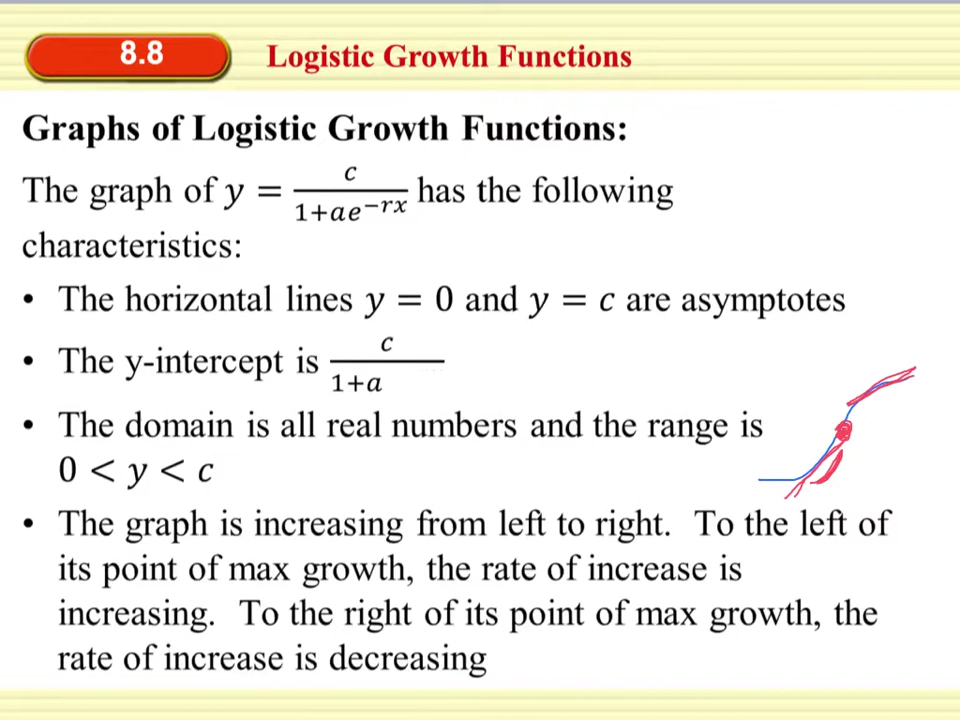 8.8 Logistic Growth Functions
Graphs of Logistic Growth Functions:
The graph of y = c/(1+ae^−rx) has the following
characteristics:
• The horizontal lines y = 0 and y = c are asymptotes
• The y-intercept is c/(1+a)
• The domain is all real numbers and the range is
0 < y < c
• The graph is increasing from left to right. To the left of
its point of max growth, the rate of increase is
increasing. To the right of its point of max growth, the
rate of increase is decreasing